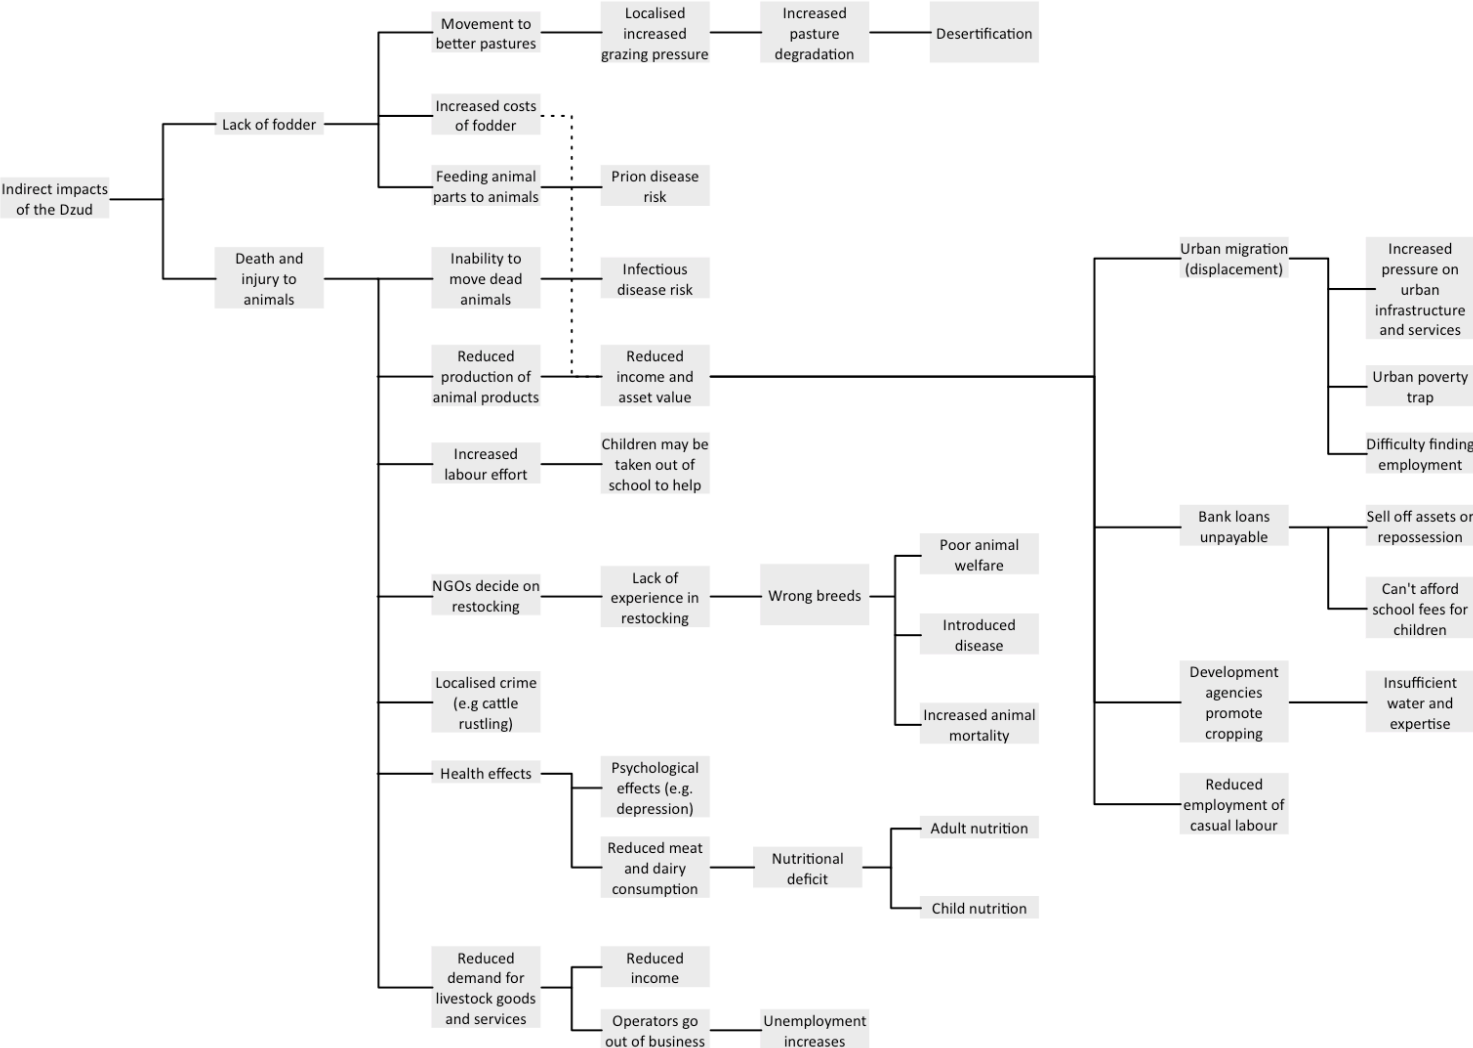 Indirect impacts
of the Dzud
Lack of fodder
Death and
injury to
animals
Movement to
better pastures
Localised
increased
grazing pressure
Increased
pasture
degradation
Desertification
Increased costs
of fodder
Feeding animal
parts to animals
Prion disease
risk
Inability to
move dead
animals
Infectious
disease risk
Reduced
production of
animal products
Reduced
income and
asset value
Increased
labour effort
Children may be
taken out of
school to help
NGOs decide on
restocking
Lack of
experience in
restocking
Wrong breeds
Poor animal
welfare
Introduced
disease
Increased animal
mortality
Localised crime
(e.g cattle
rustling)
Health effects
Psychological
effects (e.g.
depression)
Reduced meat
and dairy
consumption
Nutritional
deficit
Adult nutrition
Child nutrition
Reduced
demand for
livestock goods
and services
Reduced
income
Operators go
out of business
Unemployment
increases
Urban migration
(displacement)
Increased
pressure on
urban
infrastructure
and services
Urban poverty
trap
Difficulty finding
employment
Bank loans
unpayable
Sell off assets or
repossession
Can't afford
school fees for
children
Development
agencies
promote
cropping
Insufficient
water and
expertise
Reduced
employment of
casual labour